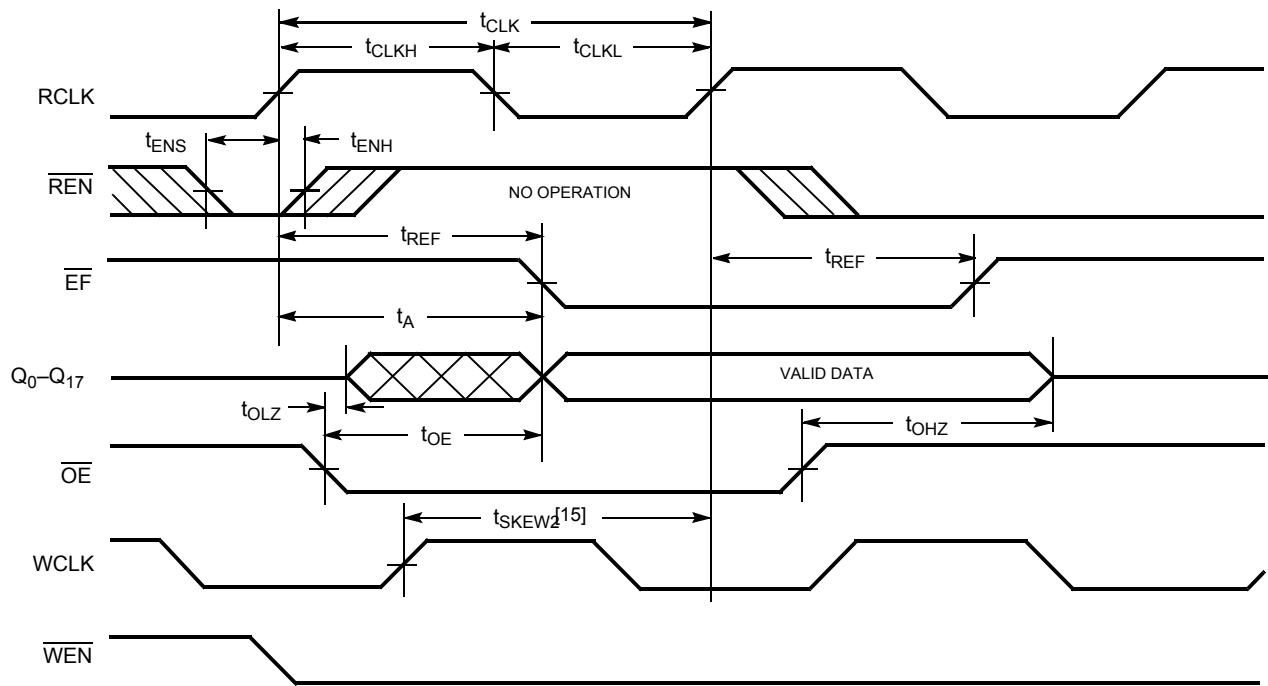 tCLK
tCLKH
tCLKL
RCLK
tENS
tENH
REN
NO OPERATION
tREF
tREF
EF
tA
Q0–Q17
VALID DATA
tOLZ
tOE
tOHZ
OE
tSKEW2[15]
WCLK
WEN